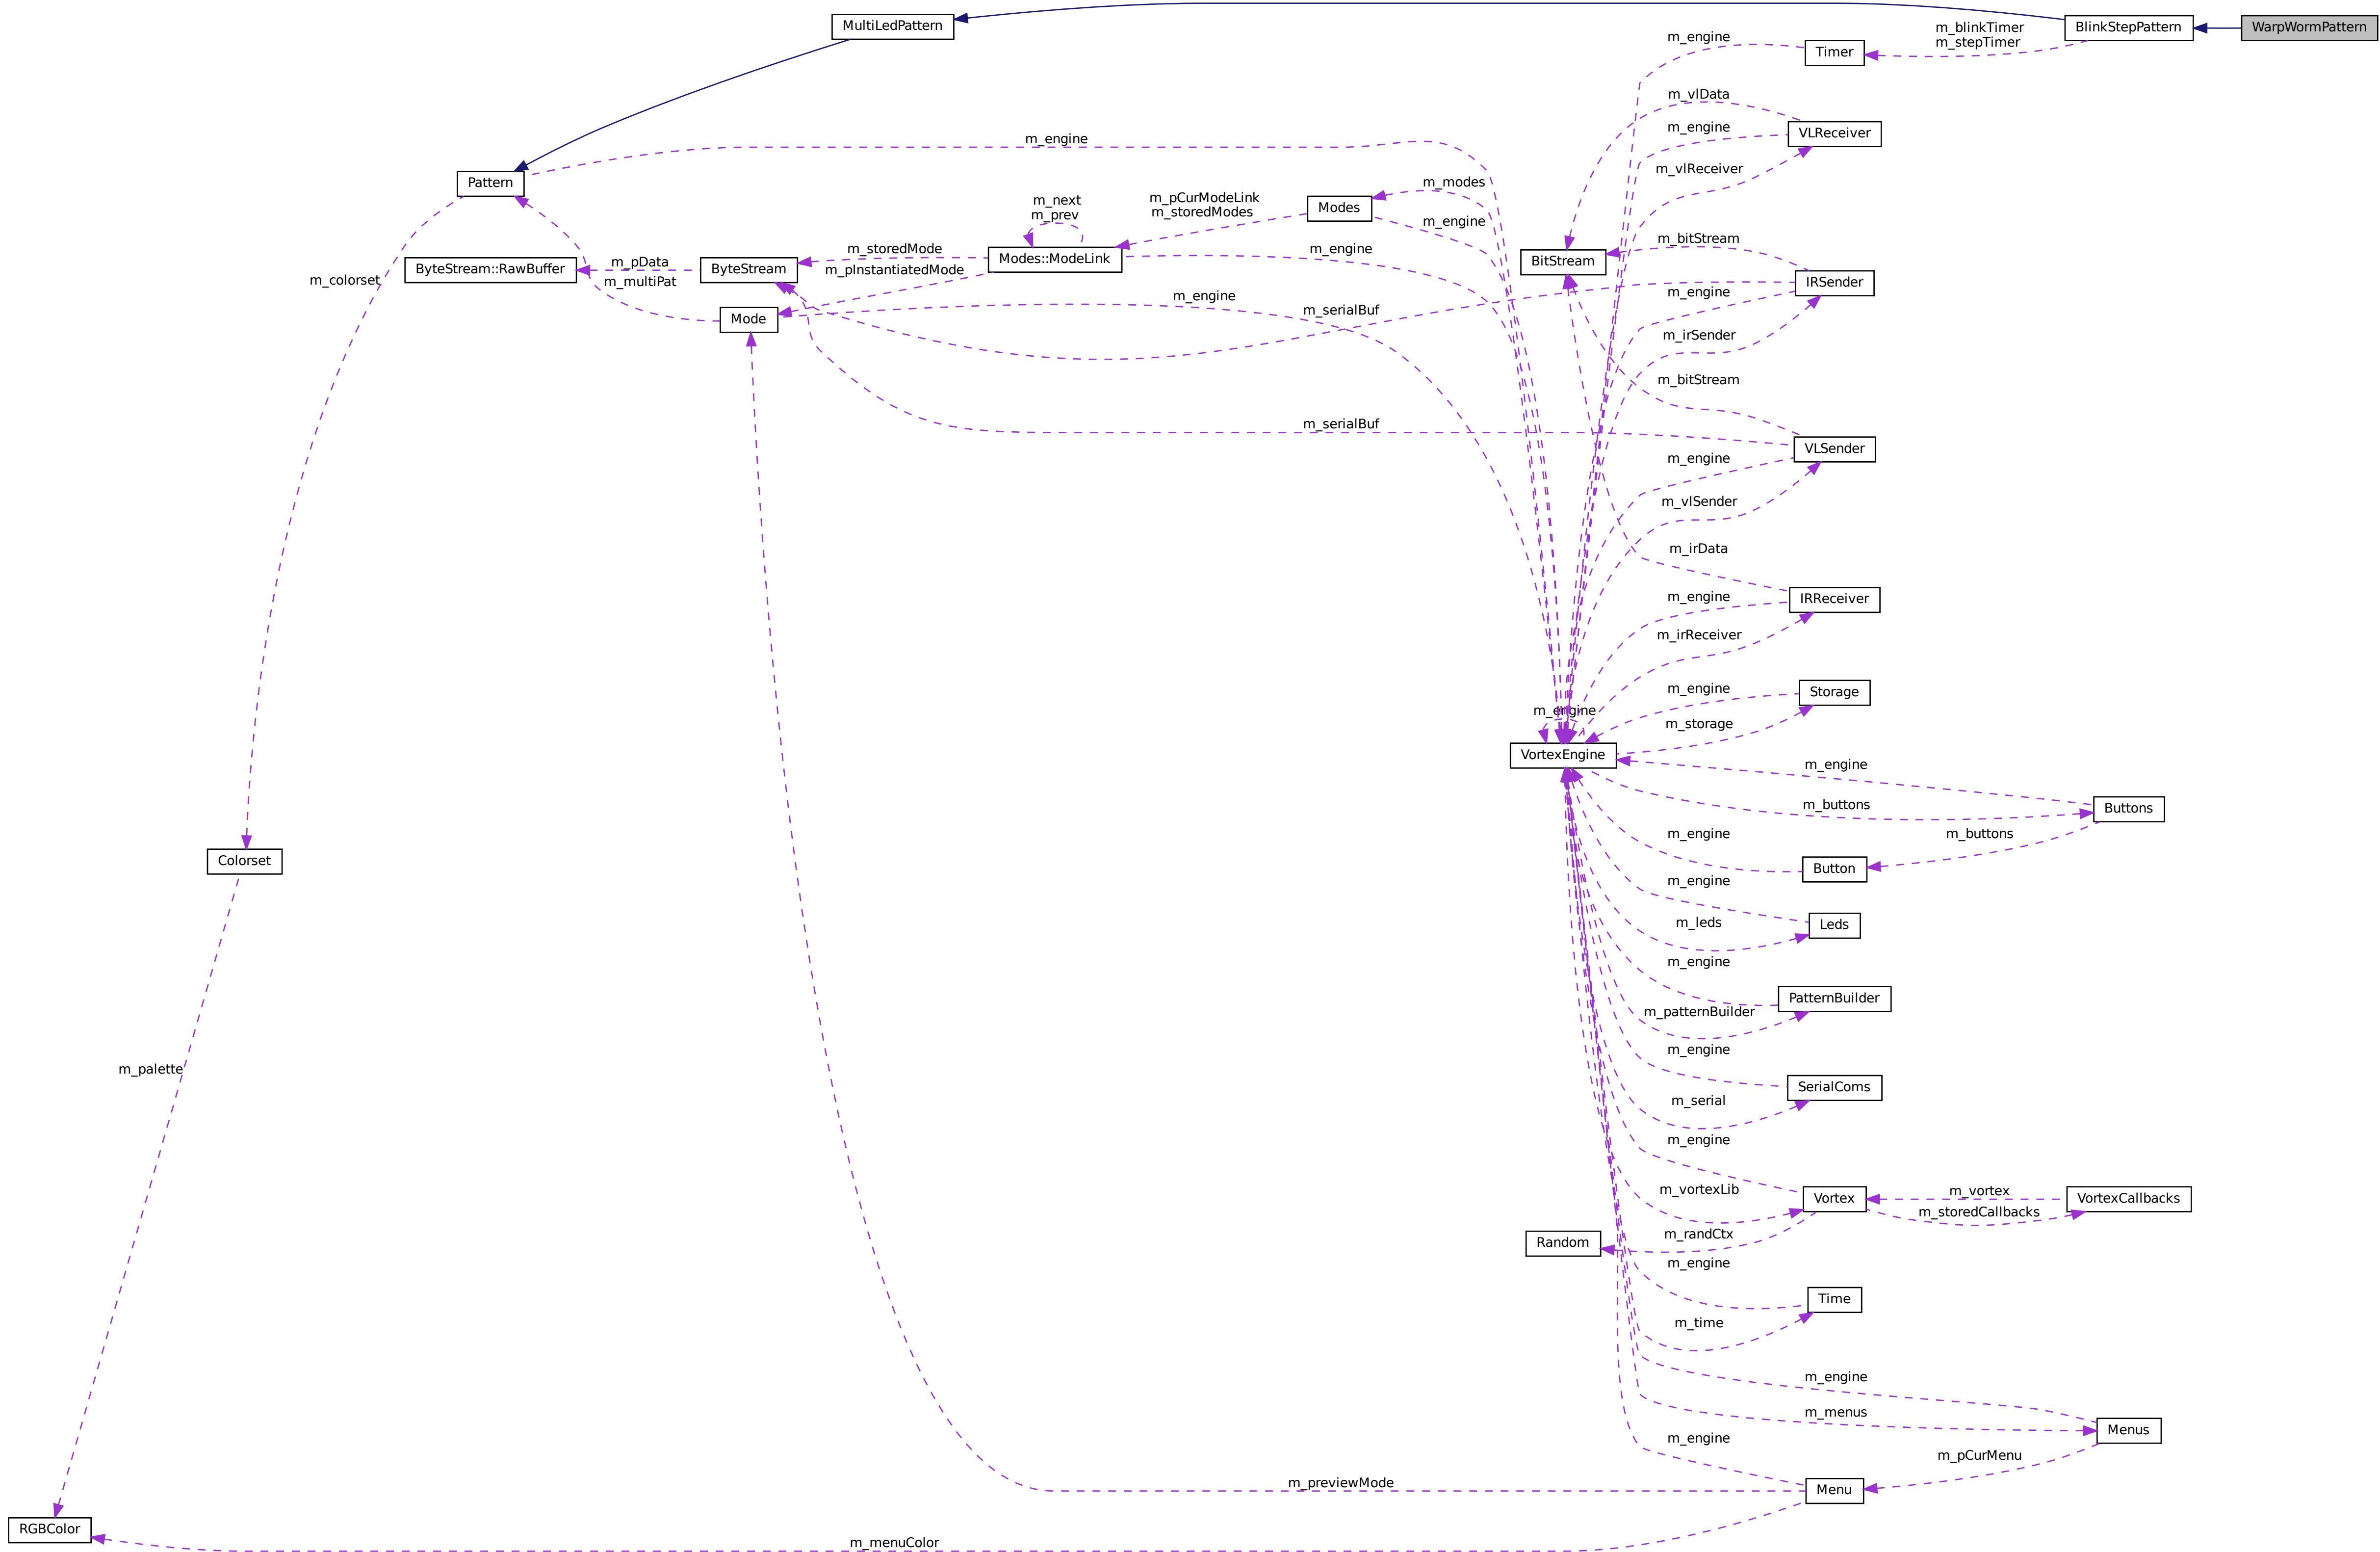 MultiLedPattern
BlinkStepPattern
WarpWormPattern
m_blinkTimer
m_stepTimer
m_engine
Timer
m_vlData
m_engine
VLReceiver
m_engine
m_vlReceiver
Pattern
m_modes
m_next
m_prev
m_pCurModeLink
m_storedModes
Modes
m_engine
m_bitStream
m_storedMode
m_engine
Modes::ModeLink
BitStream
ByteStream::RawBuffer
m_pData
ByteStream
m_pInstantiatedMode
m_colorset
m_multiPat
IRSender
m_engine
m_engine
m_serialBuf
Mode
m_irSender
m_bitStream
m_serialBuf
VLSender
m_engine
m_vlSender
m_irData
m_engine
IRReceiver
m_irReceiver
m_engine
Storage
m_engine
m_storage
VortexEngine
m_engine
m_buttons
Buttons
m_engine
m_buttons
Colorset
Button
m_engine
m_leds
Leds
m_engine
PatternBuilder
m_patternBuilder
m_engine
m_palette
SerialComs
m_serial
m_engine
m_vortexLib
Vortex
m_vortex
VortexCallbacks
m_storedCallbacks
m_randCtx
Random
m_engine
Time
m_time
m_engine
m_menus
Menus
m_engine
m_pCurMenu
m_previewMode
Menu
RGBColor
m_menuColor